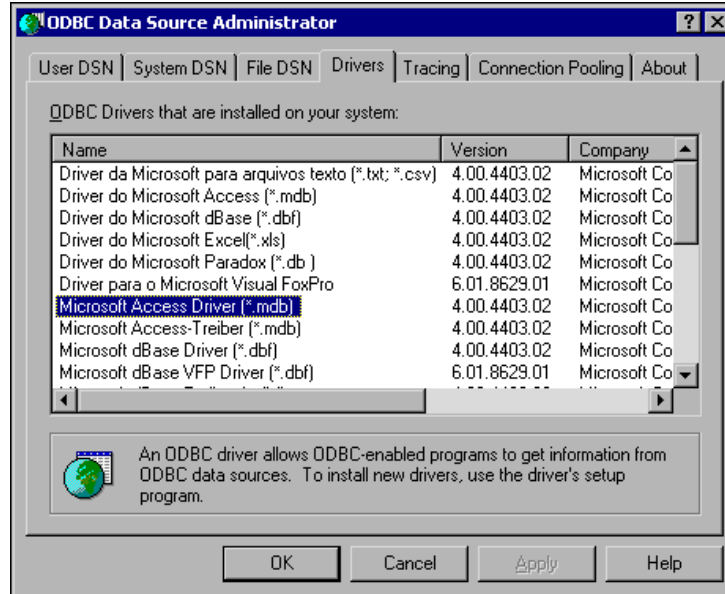 ODBC Data Source Administrator
User DSN System DSN File DSN Drivers Tracing Connection Pooling About
ODBC Drivers that are installed on your system:
Name Version Company
Driver da Microsoft para arquivos texto (*.txt; *.csv) 4.00.4403.02 Microsoft Co
Driver do Microsoft Access (*.mdb) 4.00.4403.02 Microsoft Co
Driver do Microsoft dBase (*.dbf) 4.00.4403.02 Microsoft Co
Driver do Microsoft Excel(*.xls) 4.00.4403.02 Microsoft Co
Driver do Microsoft Paradox (*.db ) 4.00.4403.02 Microsoft Co
Driver para o Microsoft Visual FoxPro 6.01.8629.01 Microsoft Co
Microsoft Access Driver (*.mdb) 4.00.4403.02 Microsoft Co
Microsoft Access-Treiber (*.mdb) 4.00.4403.02 Microsoft Co
Microsoft dBase Driver (*.dbf) 4.00.4403.02 Microsoft Co
Microsoft dBase VFP Driver (*.dbf) 6.01.8629.01 Microsoft Co
An ODBC driver allows ODBC-enabled programs to get information from
ODBC data sources. To install new drivers, use the driver's setup
program.
OK Cancel Apply Help